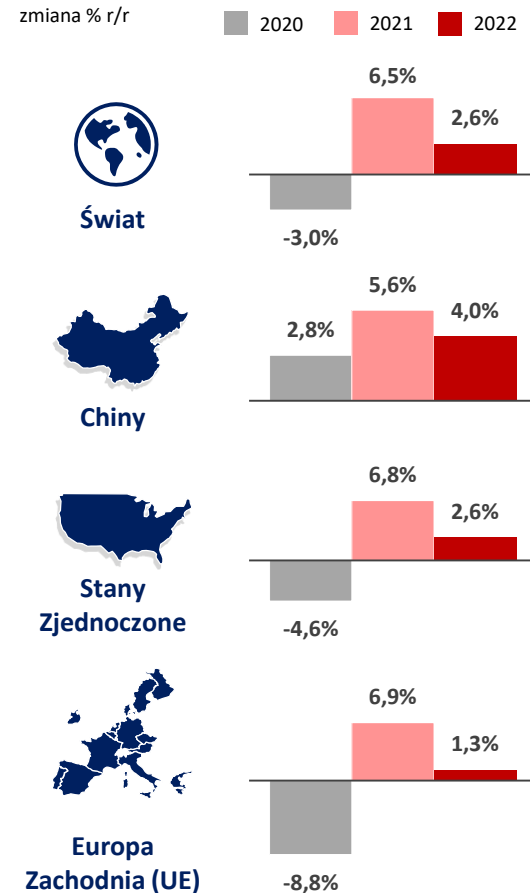 zmiana % r/r
2020 2021 2022
6,5%
2,6%
-3,0%
Świat
5,6%
4,0%
2,8%
Chiny
6,8%
2,6%
-4,6%
Stany
Zjednoczone
6,9%
1,3%
-8,8%
Europa
Zachodnia (UE)